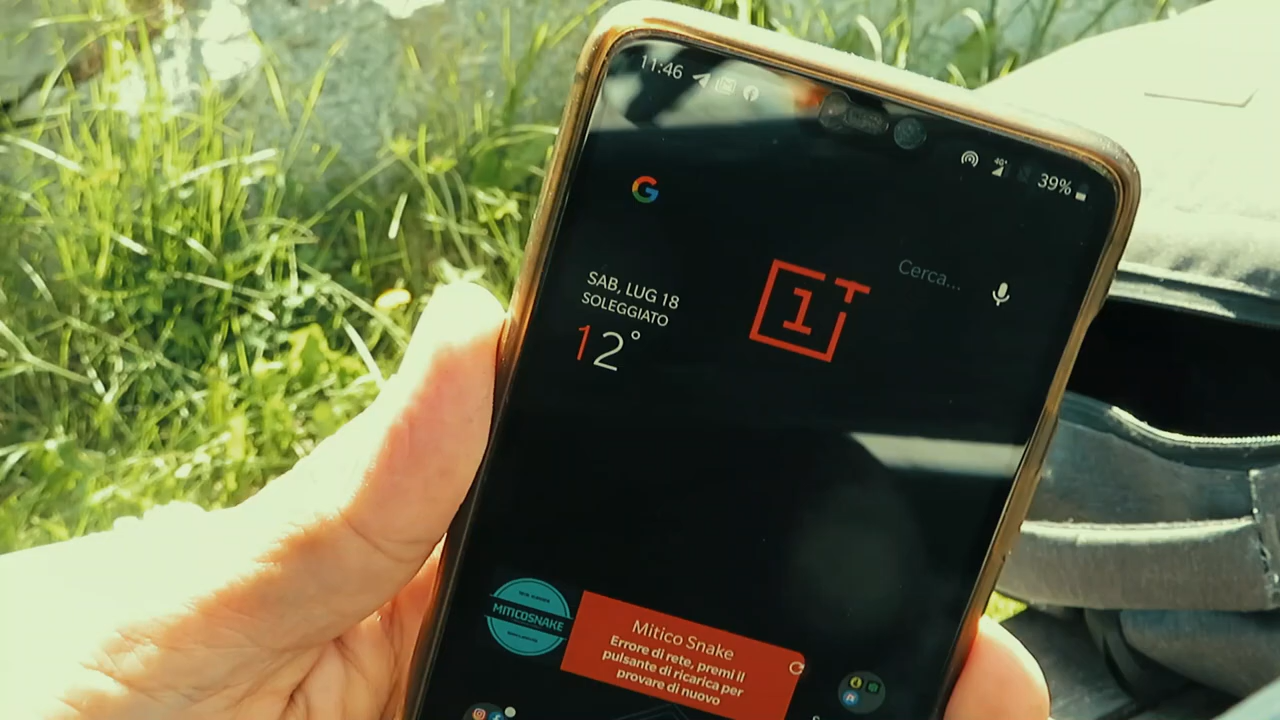 11:46
39%
Cerca...
SAB, LUG 18
SOLEGGIATO
12°
1T
MITICOSNAKE
Mitico Snake
Errore di rete, premi il
pulsante di ricarica per
provare di nuovo